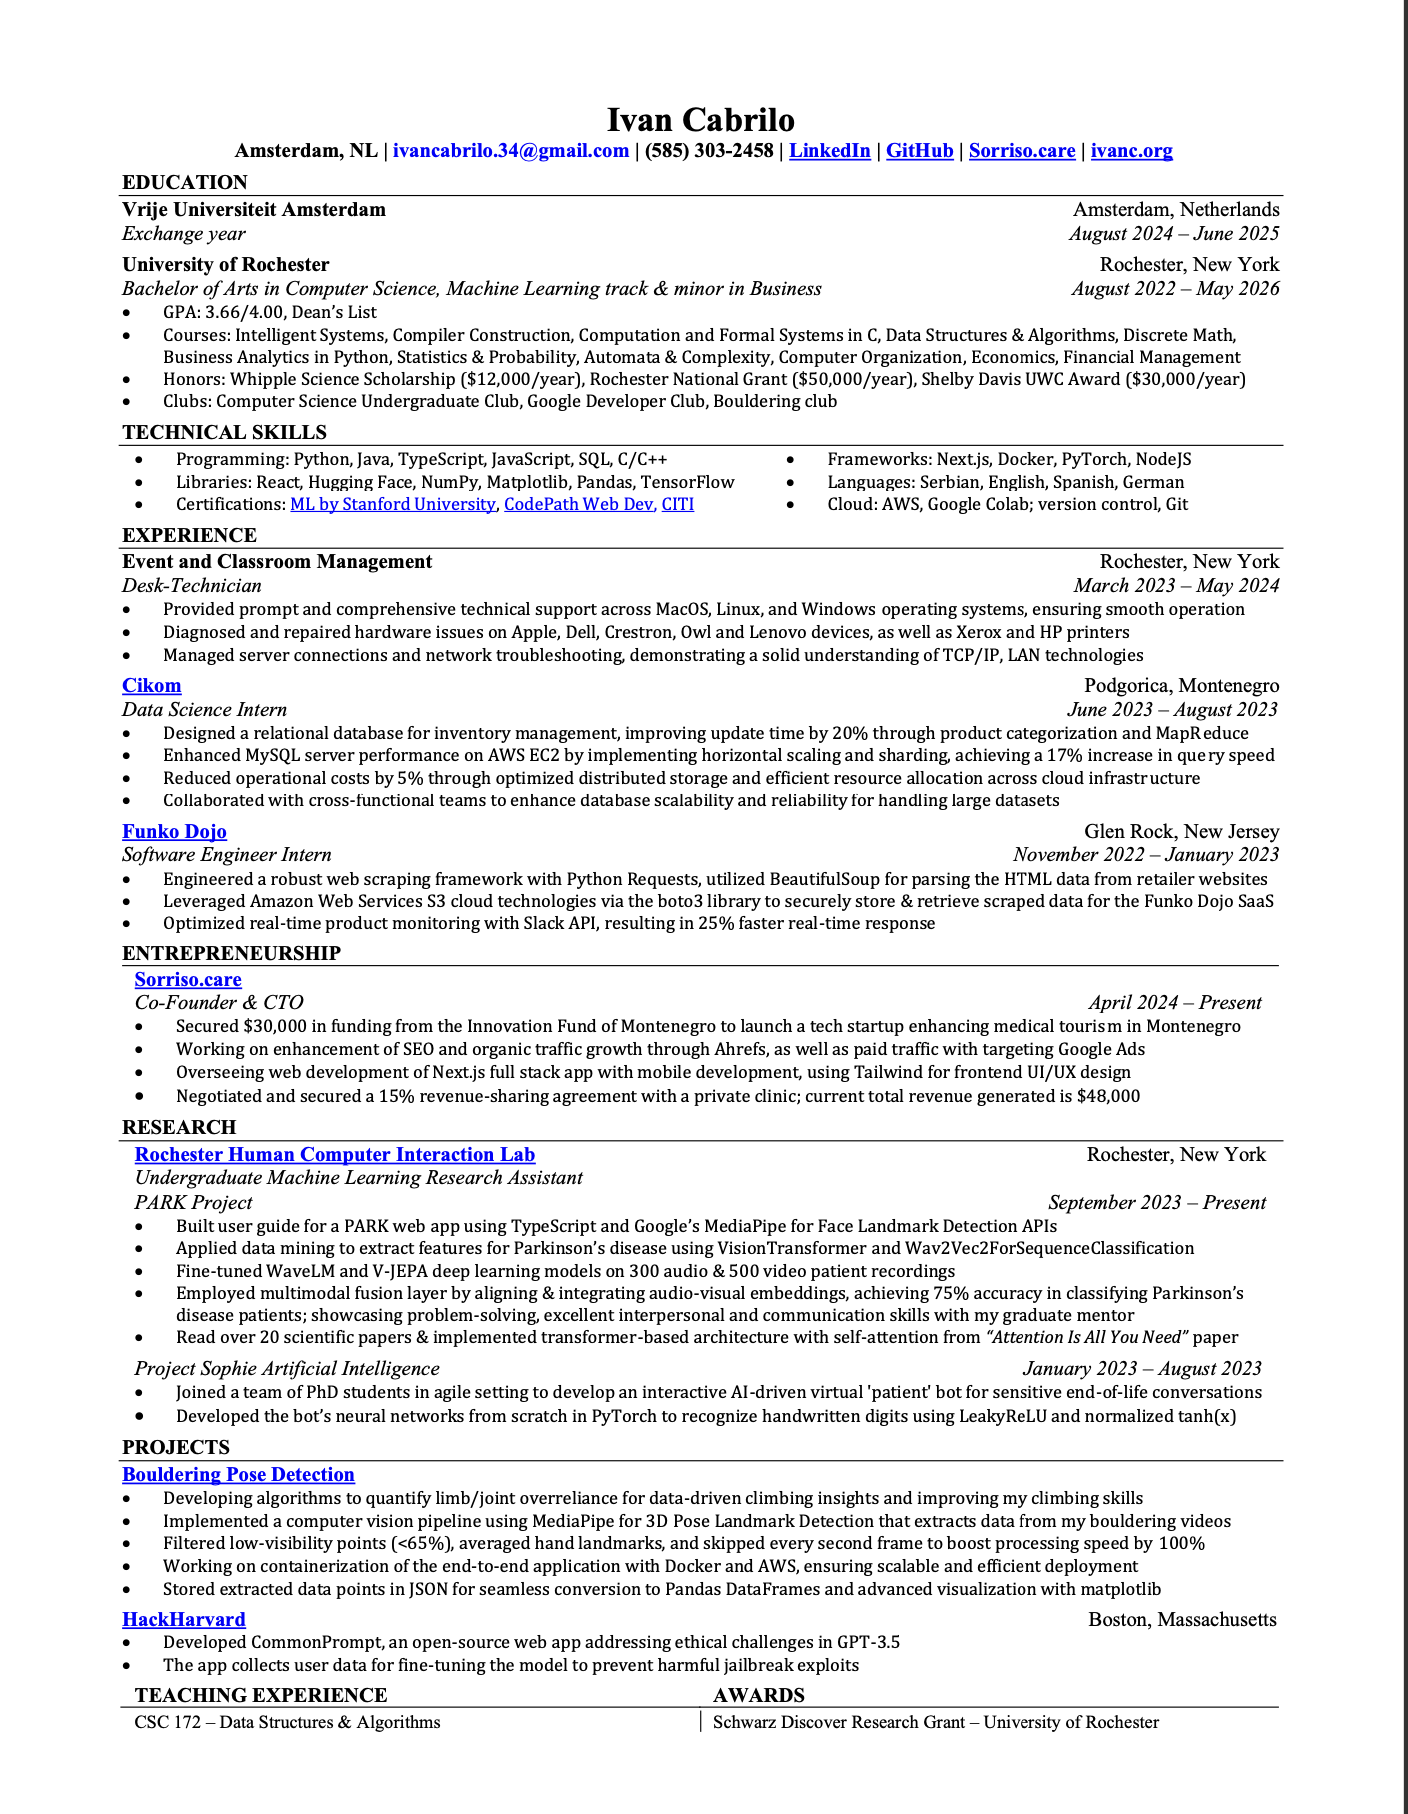 Ivan Cabrilo
Amsterdam, NL | ivancabrilo.34@gmail.com | (585) 303-2458 | LinkedIn | GitHub | Sorriso.care | ivanc.org
EDUCATION
Vrije Universiteit Amsterdam Amsterdam, Netherlands
Exchange year August 2024 – June 2025
University of Rochester Rochester, New York
Bachelor of Arts in Computer Science, Machine Learning track & minor in Business August 2022 – May 2026
• GPA: 3.66/4.00, Dean's List
• Courses: Intelligent Systems, Compiler Construction, Computation and Formal Systems in C, Data Structures & Algorithms, Discrete Math,
Business Analytics in Python, Statistics & Probability, Automata & Complexity, Computer Organization, Economics, Financial Management
• Honors: Whipple Science Scholarship ($12,000/year), Rochester National Grant ($50,000/year), Shelby Davis UWC Award ($30,000/year)
• Clubs: Computer Science Undergraduate Club, Google Developer Club, Bouldering club
TECHNICAL SKILLS
• Programming: Python, Java, TypeScript, JavaScript, SQL, C/C++ • Frameworks: Next.js, Docker, PyTorch, NodeJS
• Libraries: React, Hugging Face, NumPy, Matplotlib, Pandas, TensorFlow • Languages: Serbian, English, Spanish, German
• Certifications: ML by Stanford University, CodePath Web Dev, CITI • Cloud: AWS, Google Colab; version control, Git
EXPERIENCE
Event and Classroom Management Rochester, New York
Desk-Technician March 2023 – May 2024
• Provided prompt and comprehensive technical support across MacOS, Linux, and Windows operating systems, ensuring smooth operation
• Diagnosed and repaired hardware issues on Apple, Dell, Crestron, Owl and Lenovo devices, as well as Xerox and HP printers
• Managed server connections and network troubleshooting, demonstrating a solid understanding of TCP/IP, LAN technologies
Cikom Podgorica, Montenegro
Data Science Intern June 2023 – August 2023
• Designed a relational database for inventory management, improving update time by 20% through product categorization and MapReduce
• Enhanced MySQL server performance on AWS EC2 by implementing horizontal scaling and sharding, achieving a 17% increase in query speed
• Reduced operational costs by 5% through optimized distributed storage and efficient resource allocation across cloud infrastructure
• Collaborated with cross-functional teams to enhance database scalability and reliability for handling large datasets
Funko Dojo Glen Rock, New Jersey
Software Engineer Intern November 2022 – January 2023
• Engineered a robust web scraping framework with Python Requests, utilized BeautifulSoup for parsing the HTML data from retailer websites
• Leveraged Amazon Web Services S3 cloud technologies via the boto3 library to securely store & retrieve scraped data for the Funko Dojo SaaS
• Optimized real-time product monitoring with Slack API, resulting in 25% faster real-time response
ENTREPRENEURSHIP
Sorriso.care
Co-Founder & CTO April 2024 – Present
• Secured $30,000 in funding from the Innovation Fund of Montenegro to launch a tech startup enhancing medical tourism in Montenegro
• Working on enhancement of SEO and organic traffic growth through Ahrefs, as well as paid traffic with targeting Google Ads
• Overseeing web development of Next.js full stack app with mobile development, using Tailwind for frontend UI/UX design
• Negotiated and secured a 15% revenue-sharing agreement with a private clinic; current total revenue generated is $48,000
RESEARCH
Rochester Human Computer Interaction Lab Rochester, New York
Undergraduate Machine Learning Research Assistant
PARK Project September 2023 – Present
• Built user guide for a PARK web app using TypeScript and Google's MediaPipe for Face Landmark Detection APIs
• Applied data mining to extract features for Parkinson's disease using VisionTransformer and Wav2Vec2ForSequenceClassification
• Fine-tuned WaveLM and V-JEPA deep learning models on 300 audio & 500 video patient recordings
• Employed multimodal fusion layer by aligning & integrating audio-visual embeddings, achieving 75% accuracy in classifying Parkinson's
disease patients; showcasing problem-solving, excellent interpersonal and communication skills with my graduate mentor
• Read over 20 scientific papers & implemented transformer-based architecture with self-attention from "Attention Is All You Need" paper
Project Sophie Artificial Intelligence January 2023 – August 2023
• Joined a team of PhD students in agile setting to develop an interactive AI-driven virtual 'patient' bot for sensitive end-of-life conversations
• Developed the bot's neural networks from scratch in PyTorch to recognize handwritten digits using LeakyReLU and normalized tanh(x)
PROJECTS
Bouldering Pose Detection
• Developing algorithms to quantify limb/joint overreliance for data-driven climbing insights and improving my climbing skills
• Implemented a computer vision pipeline using MediaPipe for 3D Pose Landmark Detection that extracts data from my bouldering videos
• Filtered low-visibility points (<65%), averaged hand landmarks, and skipped every second frame to boost processing speed by 100%
• Working on containerization of the end-to-end application with Docker and AWS, ensuring scalable and efficient deployment
• Stored extracted data points in JSON for seamless conversion to Pandas DataFrames and advanced visualization with matplotlib
HackHarvard Boston, Massachusetts
• Developed CommonPrompt, an open-source web app addressing ethical challenges in GPT-3.5
• The app collects user data for fine-tuning the model to prevent harmful jailbreak exploits
TEACHING EXPERIENCE AWARDS
CSC 172 – Data Structures & Algorithms Schwarz Discover Research Grant – University of Rochester